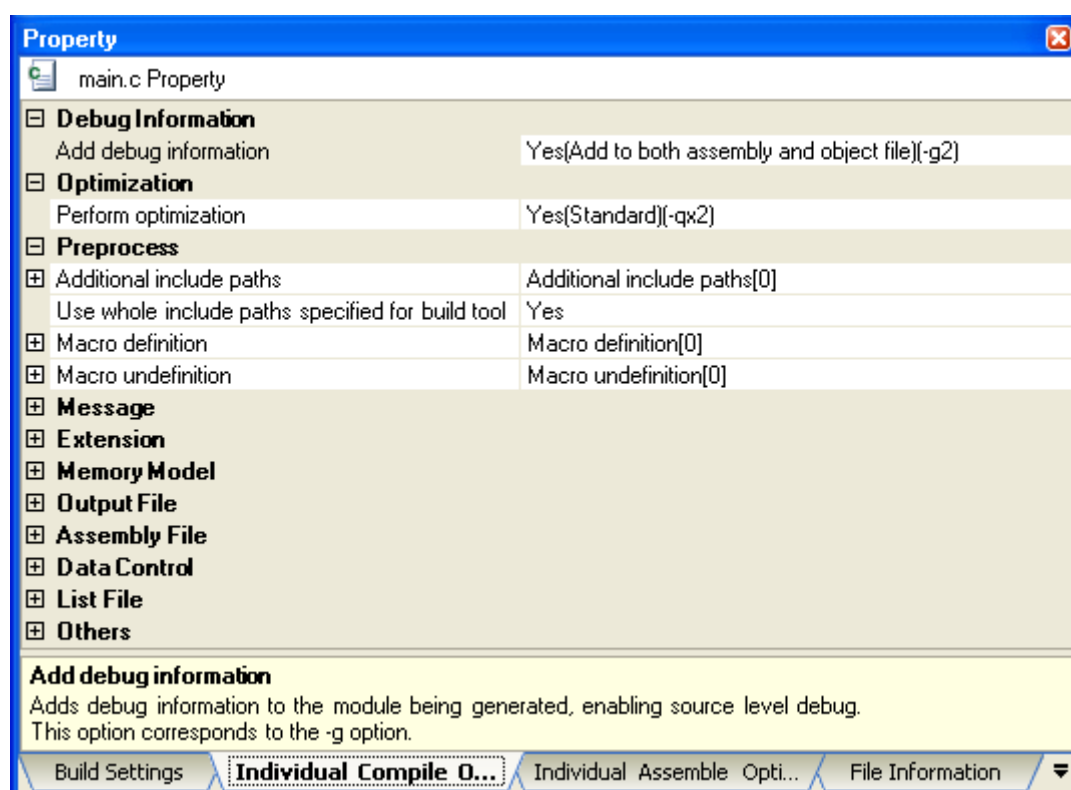 Property
main.c Property
Debug Information
Add debug information Yes(Add to both assembly and object file)(-g2)
Optimization
Perform optimization Yes(Standard)(-qx2)
Preprocess
Additional include paths Additional include paths[0]
Use whole include paths specified for build tool Yes
Macro definition Macro definition[0]
Macro undefinition Macro undefinition[0]
Message
Extension
Memory Model
Output File
Assembly File
Data Control
List File
Others
Add debug information
Adds debug information to the module being generated, enabling source level debug.
This option corresponds to the -g option.
Build Settings Individual Compile O... Individual Assemble Opti... File Information